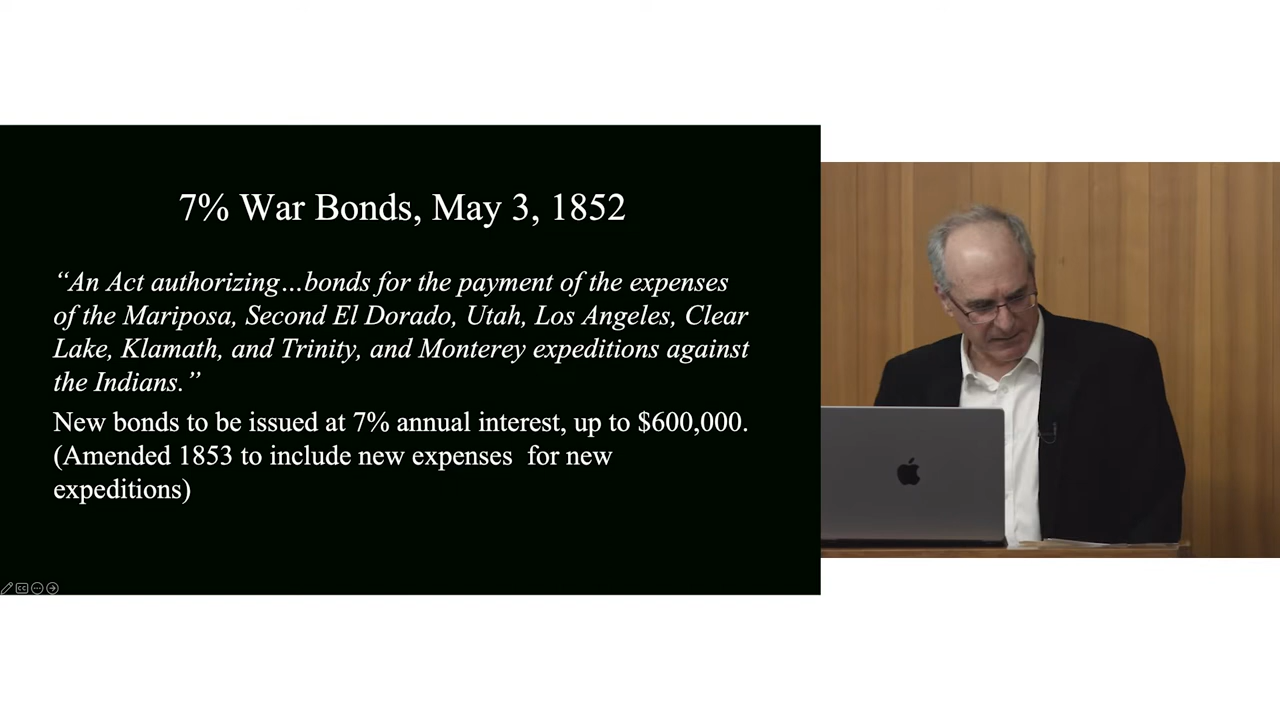 7% War Bonds, May 3, 1852
“An Act authorizing…bonds for the payment of the expenses
of the Mariposa, Second El Dorado, Utah, Los Angeles, Clear
Lake, Klamath, and Trinity, and Monterey expeditions against
the Indians.”
New bonds to be issued at 7% annual interest, up to $600,000.
(Amended 1853 to include new expenses  for new
expeditions)